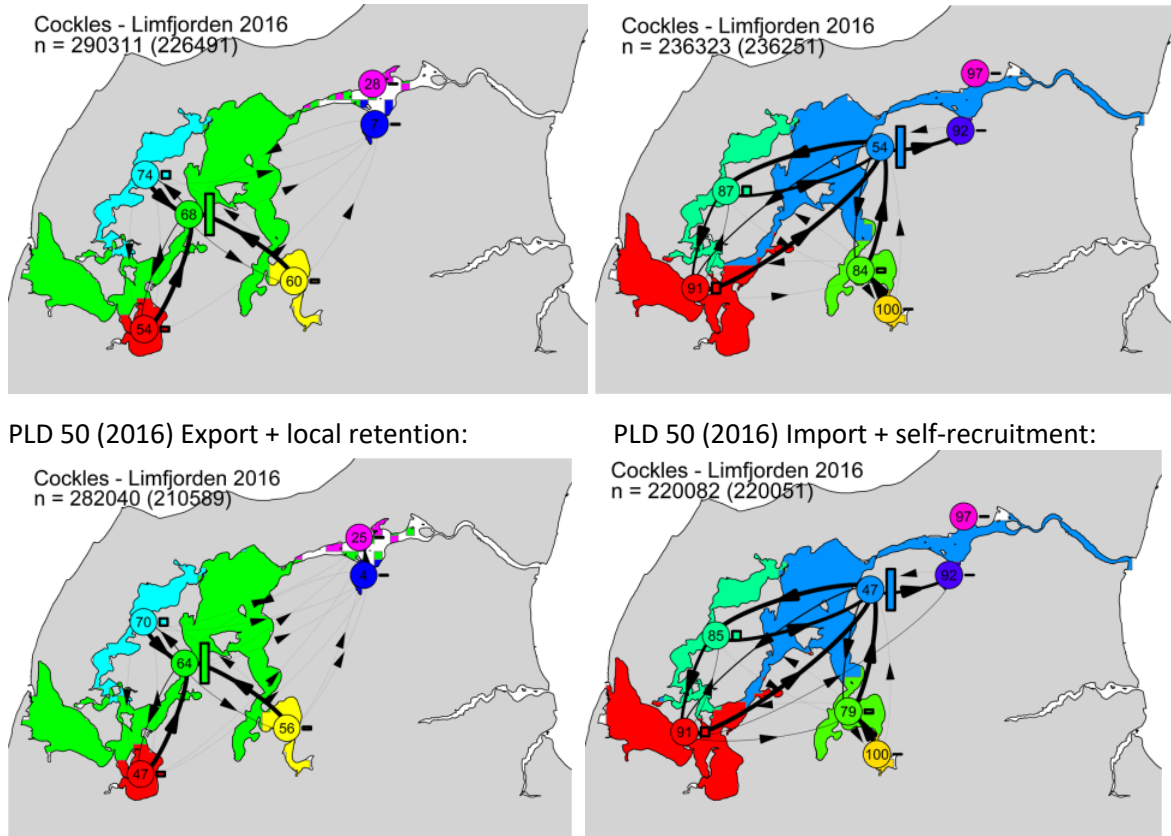 Cockles - Limfjorden 2016
n = 290311 (226491)
28
7
74
68
60
54
Cockles - Limfjorden 2016
n = 236323 (236251)
97
92
54
87
84
91
100
PLD 50 (2016) Export + local retention:
PLD 50 (2016) Import + self-recruitment:
Cockles - Limfjorden 2016
n = 282040 (210589)
25
4
70
64
56
47
Cockles - Limfjorden 2016
n = 220082 (220051)
97
92
47
85
79
91
100